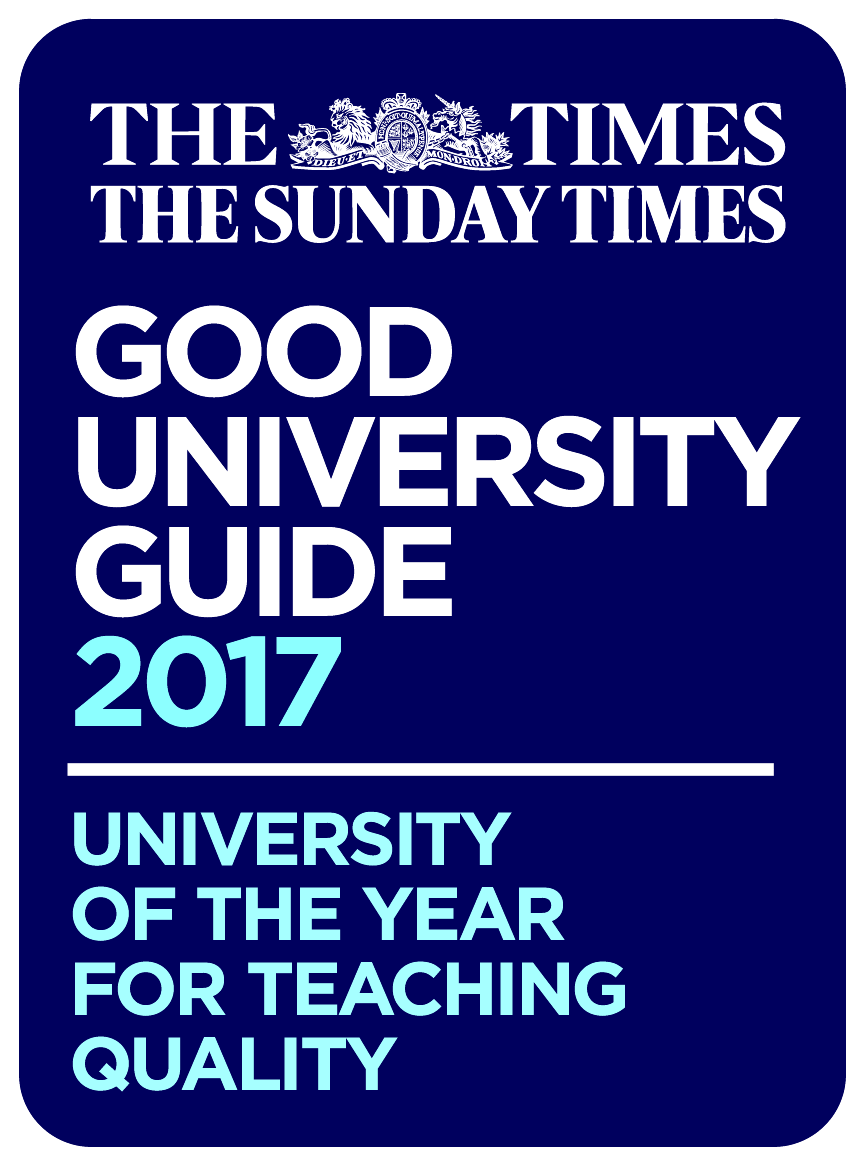 THE TIMES
DIEU·ET MON·DROIT
THE SUNDAY TIMES
GOOD
UNIVERSITY
GUIDE
2017
UNIVERSITY
OF THE YEAR
FOR TEACHING
QUALITY